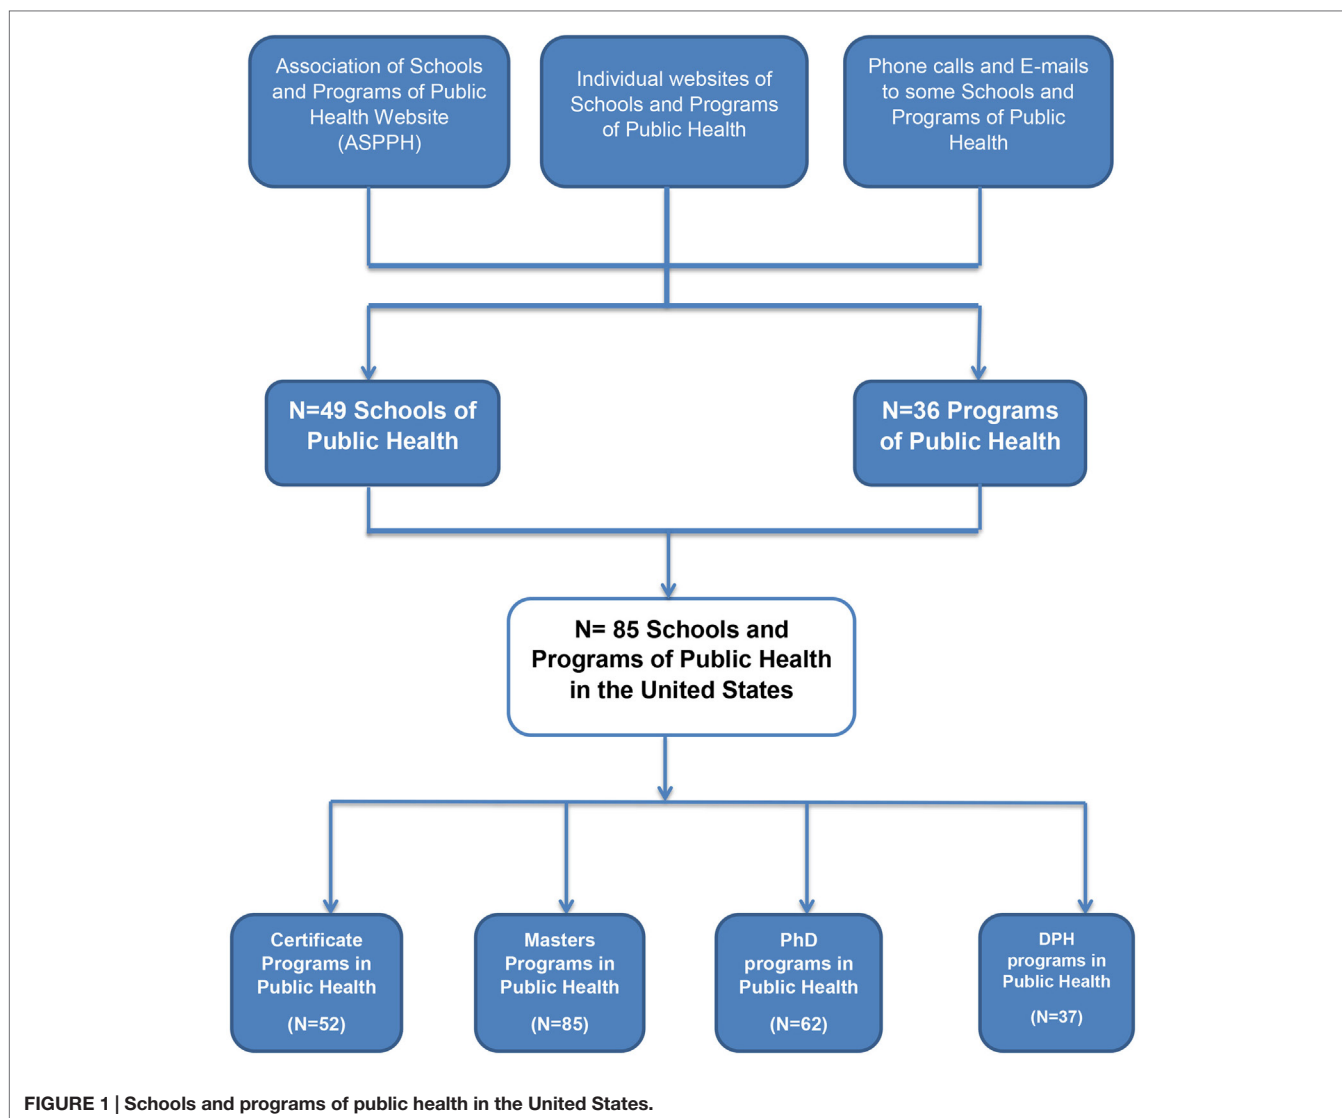 Association of Schools
and Programs of Public
Health Website
(ASPPH)
Individual websites of
Schools and Programs
of Public Health
Phone calls and E-mails
to some Schools and
Programs of Public
Health
N=49 Schools of
Public Health
N=36 Programs
of Public Health
N= 85 Schools and
Programs of Public Health
in the United States
Certificate
Programs in
Public Health
(N=52)
Masters
Programs in
Public Health
(N=85)
PhD
programs in
Public Health
(N=62)
DPH
programs in
Public Health
(N=37)
FIGURE 1 | Schools and programs of public health in the United States.